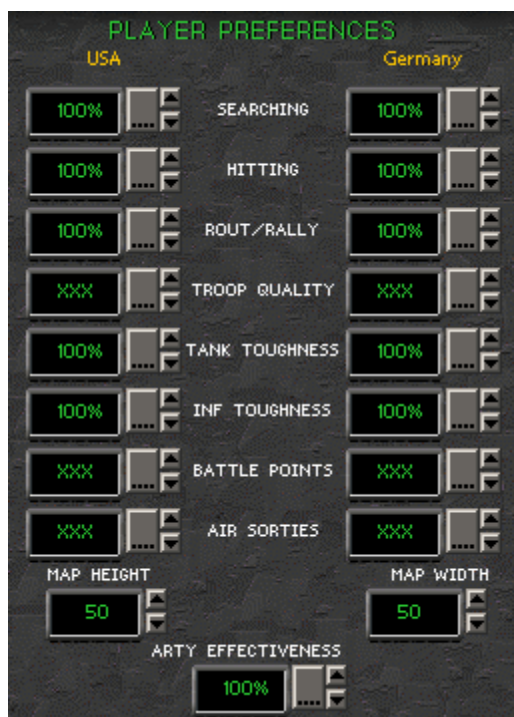 PLAYER PREFERENCES
USA Germany
100% SEARCHING 100%
100% HITTING 100%
100% ROUT/RALLY 100%
XXX TROOP QUALITY XXX
100% TANK TOUGHNESS 100%
100% INF TOUGHNESS 100%
XXX BATTLE POINTS XXX
XXX AIR SORTIES XXX
MAP HEIGHT MAP WIDTH
50 50
ARTY EFFECTIVENESS
100%